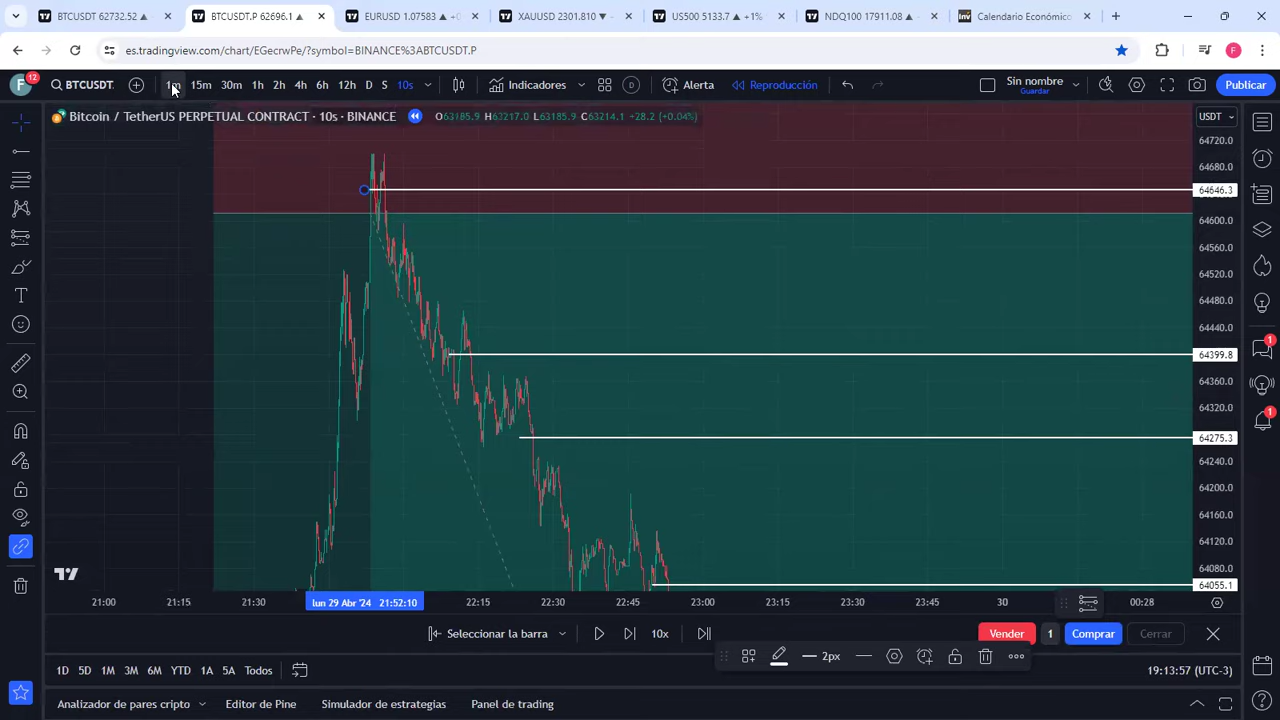 BTCUSDT 62732.52 ▲
BTCUSDT.P 62696.1 ▲
EURUSD 1.07583 ▲ +0
XAUUSD 2301.810 ▼ −
US500 5133.7 ▲ +1%
NDQ100 17911.08 ▲
Inv Calendario Económico
es.tradingview.com/chart/EGecrwPe/?symbol=BINANCE%3ABTCUSDT.P
F
F 12 BTCUSDT. 1m 15m 30m 1h 2h 4h 6h 12h D S 10s Indicadores D Alerta Reproducción Sin nombre Guardar Publicar
Bitcoin / TetherUS PERPETUAL CONTRACT · 10s · BINANCE O63185.9 H63217.0 L63185.9 C63214.1 +28.2 (+0.04%) USDT
64720.0
64680.0
64646.3
64600.0
64560.0
64520.0
64480.0
64440.0
64399.8
64360.0
64320.0
64275.3
64240.0
64200.0
64160.0
64120.0
64080.0
64055.1
1
1
21:00 21:15 21:30 lun 29 Abr '24 21:52:10 22:15 22:30 22:45 23:00 23:15 23:30 23:45 30 00:28
Seleccionar la barra 10x Vender 1 Comprar Cerrar
2px
1D 5D 1M 3M 6M YTD 1A 5A Todos 19:13:57 (UTC-3)
Analizador de pares cripto Editor de Pine Simulador de estrategias Panel de trading